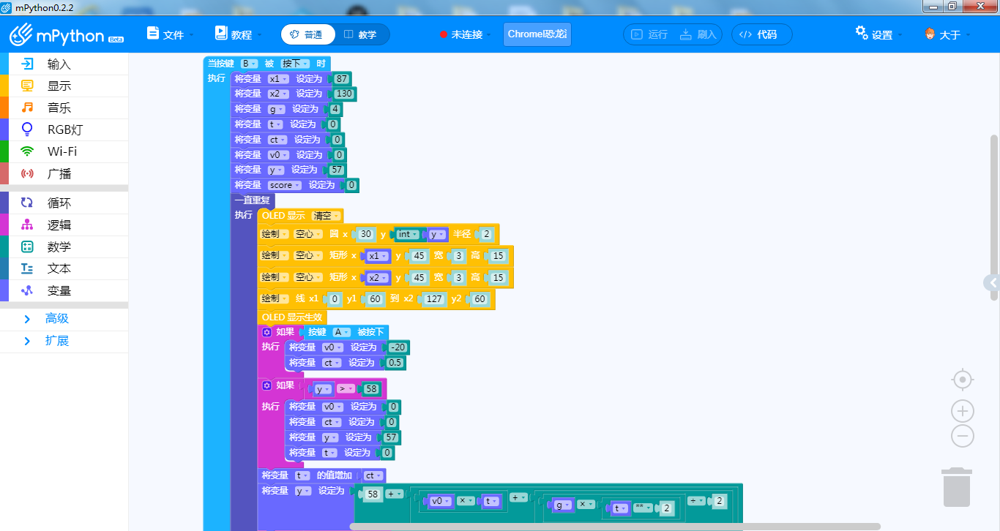 mPython0.2.2
mPython Beta 文件 教程 普通 教学 未连接 Chrome恐龙 运行 刷入 </> 代码 设置 大于
输入
显示
音乐
RGB灯
Wi-Fi
广播
循环
逻辑
数学
文本
变量
高级
扩展
当按键 B 被 按下 时
执行 将变量 x1 设定为 87
将变量 x2 设定为 130
将变量 g 设定为 4
将变量 t 设定为 0
将变量 ct 设定为 0
将变量 v0 设定为 0
将变量 y 设定为 57
将变量 score 设定为 0
一直重复
执行 OLED 显示 清空
绘制 空心 圆 x 30 y int y 半径 2
绘制 空心 矩形 x x1 y 45 宽 3 高 15
绘制 空心 矩形 x x2 y 45 宽 3 高 15
绘制 线 x1 0 y1 60 到 x2 127 y2 60
OLED 显示生效
如果 按键 A 被按下
执行 将变量 v0 设定为 -20
将变量 ct 设定为 0.5
如果 y > 58
执行 将变量 v0 设定为 0
将变量 ct 设定为 0
将变量 y 设定为 57
将变量 t 设定为 0
将变量 t 的值增加 ct
将变量 y 设定为 58 + v0 × t + g × t ** 2 ÷ 2